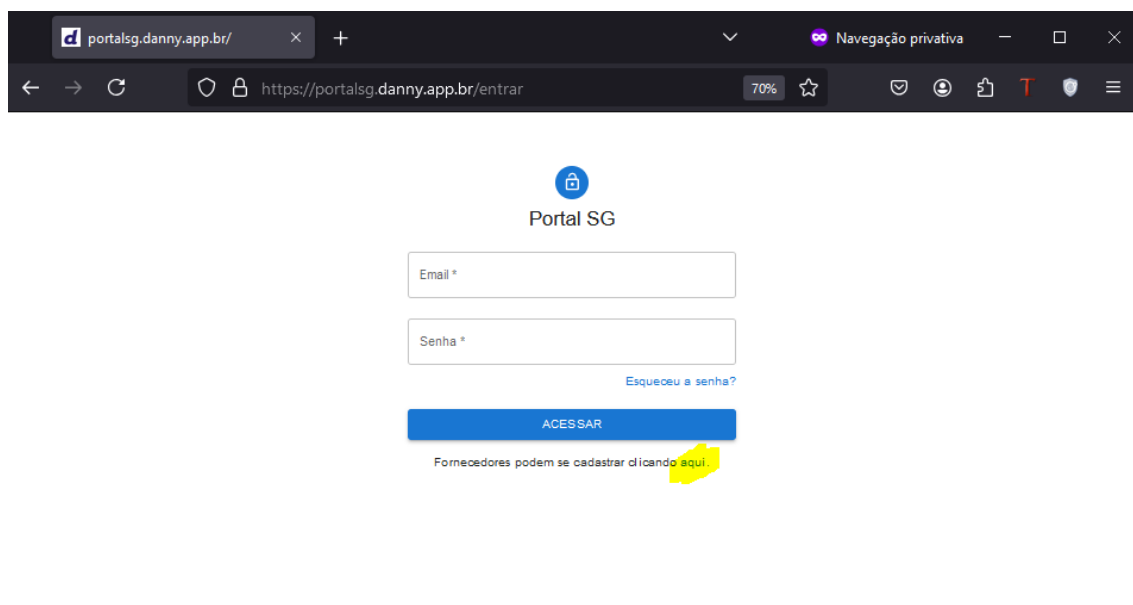 d portalsg.danny.app.br/
Navegação privativa
https://portalsg.danny.app.br/entrar
70%
T
Portal SG
Email *
Senha *
Esqueceu a senha?
ACESSAR
Fornecedores podem se cadastrar clicando aqui.